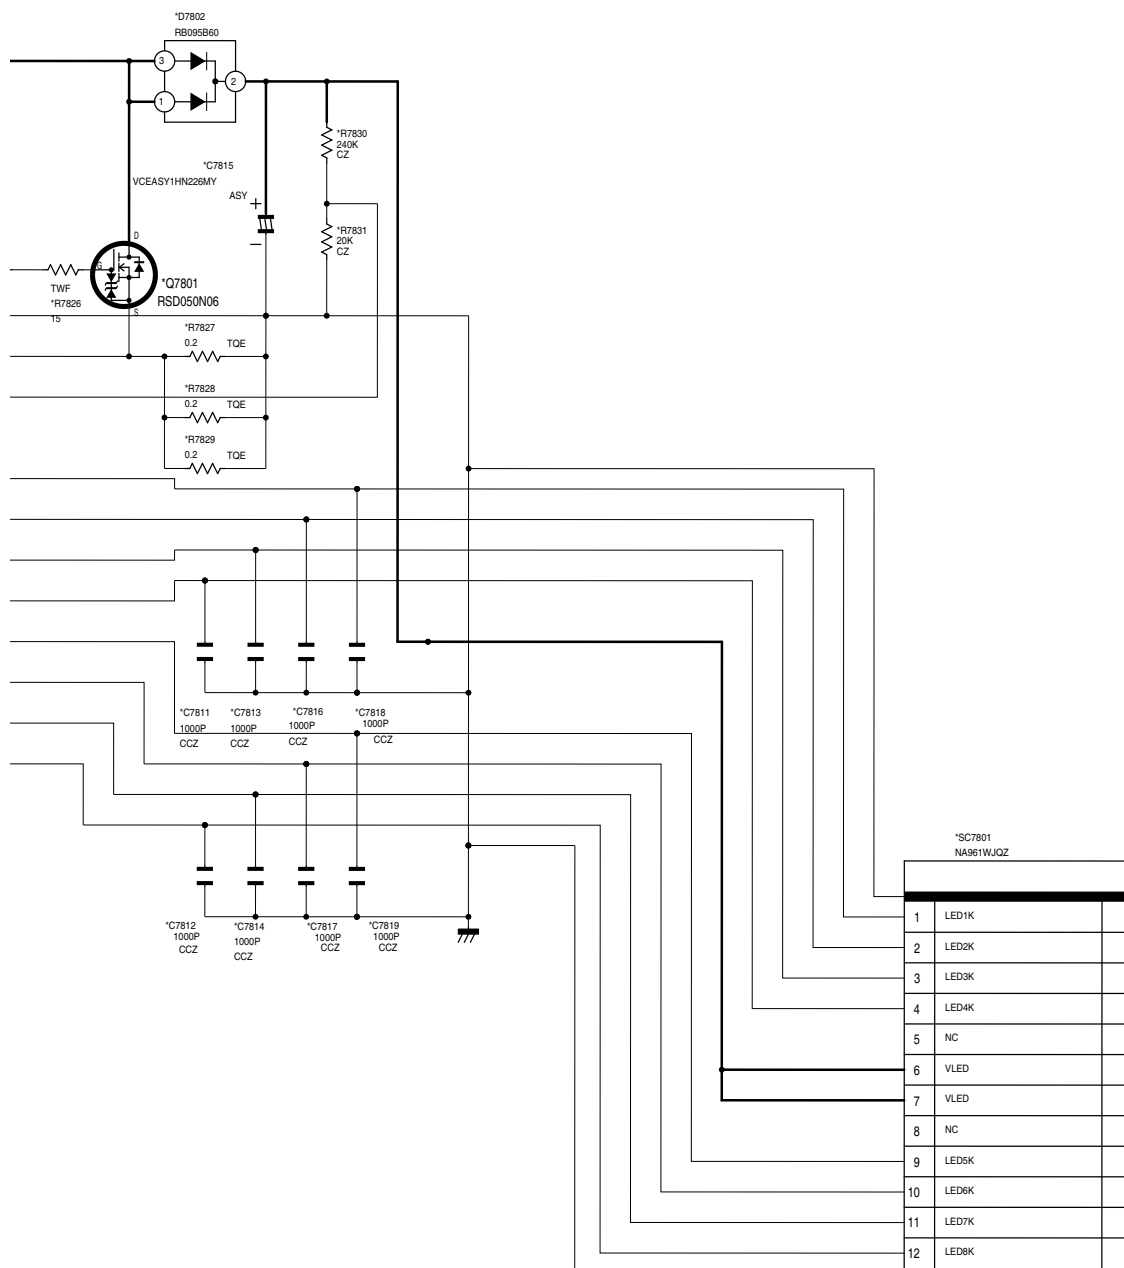 *D7802
RB095B60
3
2
1
*R7830
240K
CZ
*C7815
VCEASY1HN226MY
ASY
+
−
*R7831
20K
CZ
D
G
S
*Q7801
RSD050N06
TWF
*R7826
15
*R7827
0.2 TQE
*R7828
0.2 TQE
*R7829
0.2 TQE
*C7811
1000P
CCZ
*C7813
1000P
CCZ
*C7816
1000P
CCZ
*C7818
1000P
CCZ
*C7812
1000P
CCZ
*C7814
1000P
CCZ
*C7817
1000P
CCZ
*C7819
1000P
CCZ
*SC7801
NA961WJQZ
1 LED1K
2 LED2K
3 LED3K
4 LED4K
5 NC
6 VLED
7 VLED
8 NC
9 LED5K
10 LED6K
11 LED7K
12 LED8K